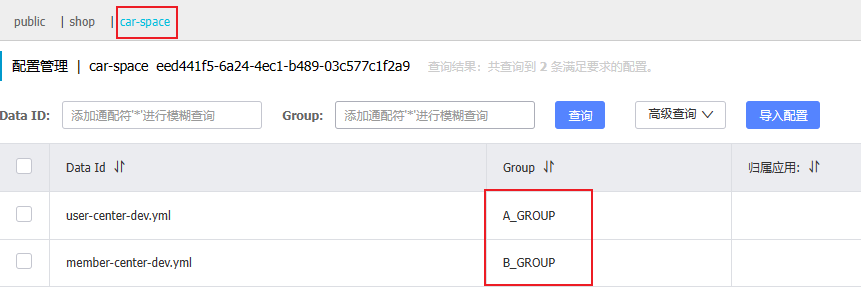 public | shop | car-space
配置管理 | car-space eed441f5-6a24-4ec1-b489-03c577c1f2a9 查询结果：共查询到 2 条满足要求的配置。
Data ID: 添加通配符'*'进行模糊查询 Group: 添加通配符'*'进行模糊查询 查询 高级查询 导入配置
Data Id Group 归属应用:
user-center-dev.yml A_GROUP
member-center-dev.yml B_GROUP